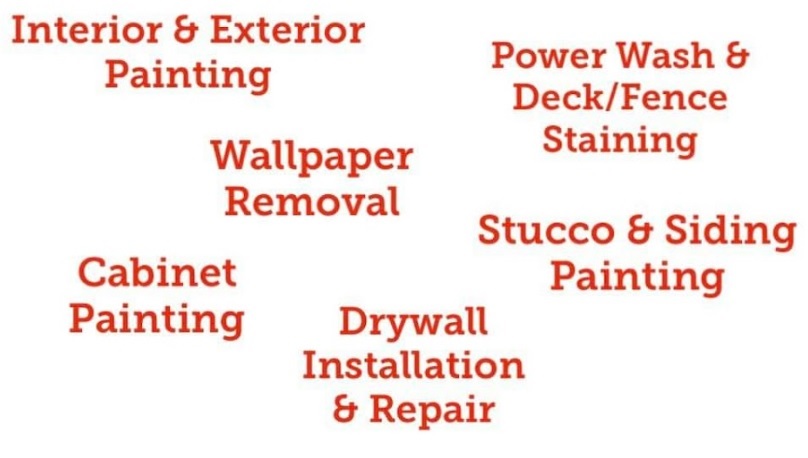 Interior & Exterior
Painting
Power Wash &
Deck/Fence
Staining
Wallpaper
Removal
Stucco & Siding
Painting
Cabinet
Painting
Drywall
Installation
& Repair